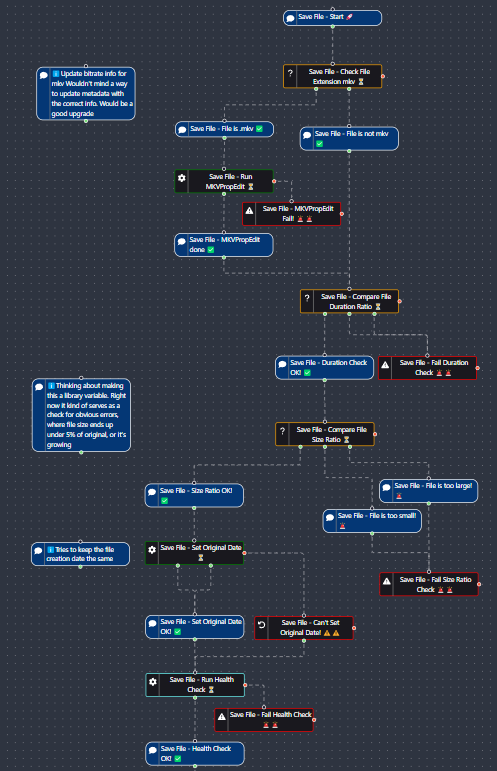 Save File - Start 🚀
Save File - Check File
Extension mkv ⏳
ℹ️ Update bitrate info for
mkv Wouldn't mind a way
to update metadata with
the correct info. Would be a
good upgrade
Save File - File is .mkv ✅
Save File - File is not mkv
✅
Save File - Run
MKVPropEdit ⏳
Save File - MKVPropEdit
Fail! 🚨 🚨
Save File - MKVPropEdit
done ✅
Save File - Compare File
Duration Ratio ⏳
Save File - Duration Check
OK! ✅
Save File - Fail Duration
Check 🚨 🚨
ℹ️ Thinking about making
this a library variable. Right
now it kind of serves as a
check for obvious errors,
where file size ends up
under 5% of original, or it's
growing
Save File - Compare File
Size Ratio ⏳
Save File - Size Ratio OK!
✅
Save File - File is too large!
🚨
Save File - File is too small!
🚨
ℹ️ Tries to keep the file
creation date the same
Save File - Set Original Date
⏳
Save File - Fail Size Ratio
Check 🚨 🚨
Save File - Set Original Date
OK! ✅
Save File - Can't Set
Original Date! ⚠️ ⚠️
Save File - Run Health
Check ⏳
Save File - Fail Health Check
🚨 🚨
Save File - Health Check
OK! ✅